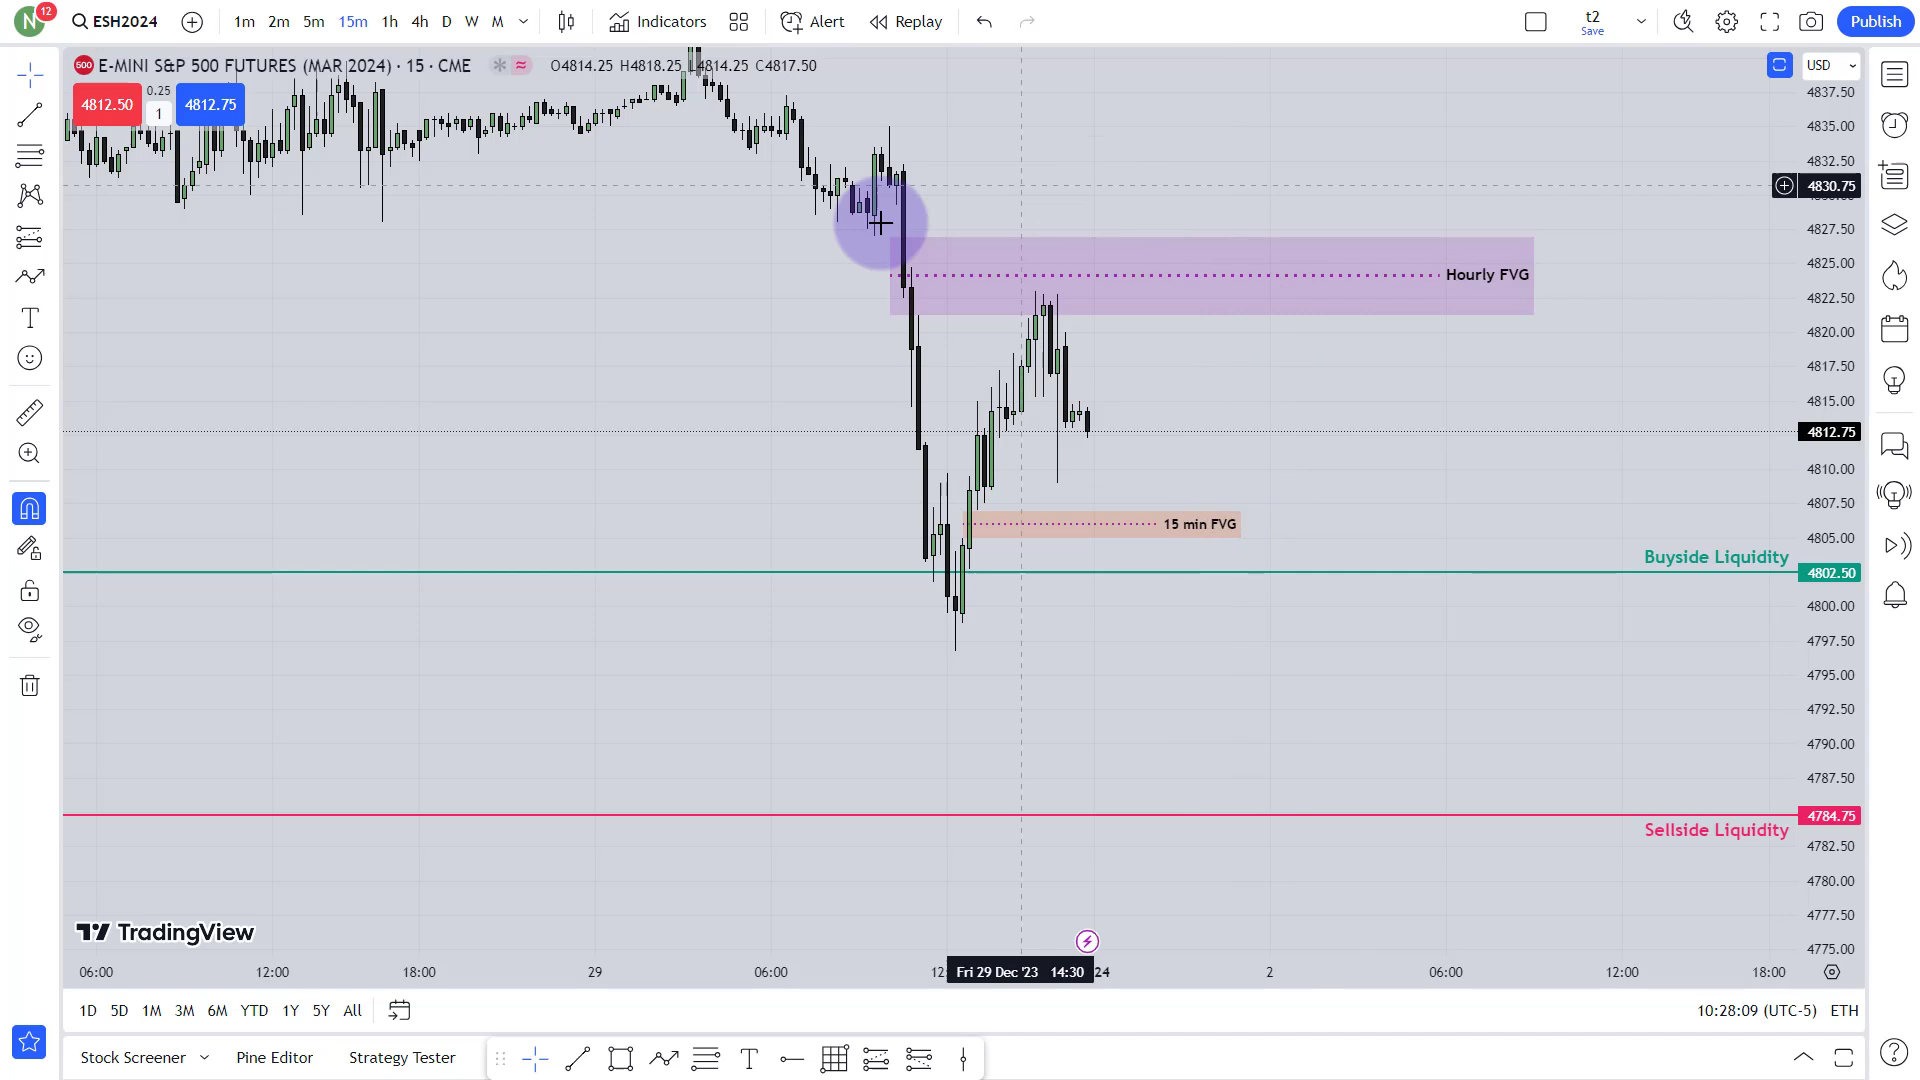 N 12 ESH2024 1m 2m 5m 15m 1h 4h D W M Indicators Alert Replay t2 Save Publish
500 E-MINI S&P 500 FUTURES (MAR 2024) · 15 · CME O4814.25 H4818.25 L4814.25 C4817.50 USD
4812.50 0.25 1 4812.75
4837.50
4835.00
4832.50
4830.75
4827.50
4825.00
Hourly FVG
4822.50
4820.00
4817.50
4815.00
4812.75
4810.00
4807.50
15 min FVG
4805.00
Buyside Liquidity
4802.50
4800.00
4797.50
4795.00
4792.50
4790.00
4787.50
4784.75
Sellside Liquidity
4782.50
4780.00
4777.50
TradingView
4775.00
06:00 12:00 18:00 29 06:00 12: Fri 29 Dec '23 14:30 24 2 06:00 12:00 18:00
1D 5D 1M 3M 6M YTD 1Y 5Y All 10:28:09 (UTC-5) ETH
Stock Screener Pine Editor Strategy Tester